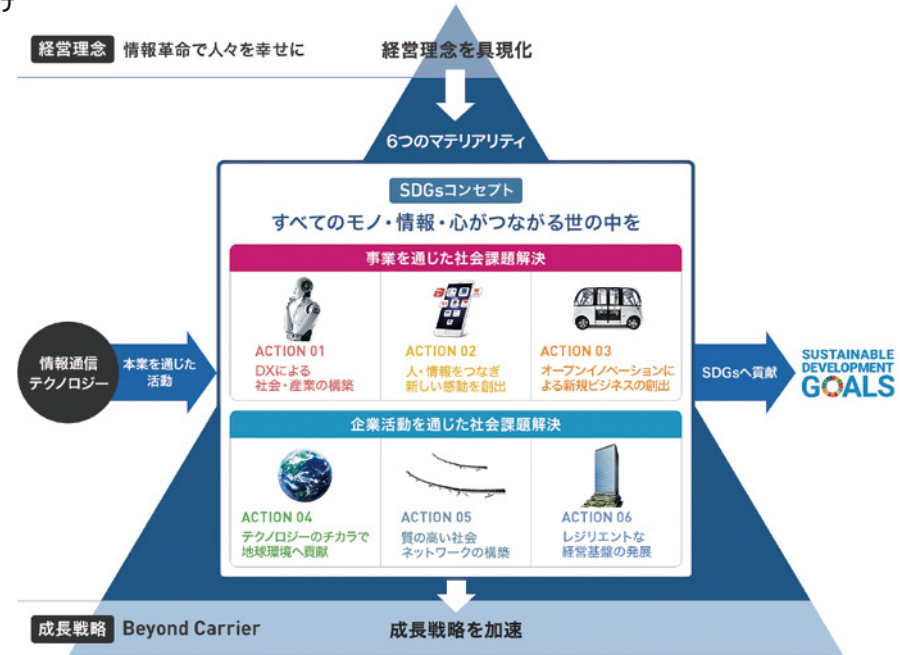 経営理念 情報革命で人々を幸せに
経営理念を具現化
6つのマテリアリティ
SDGsコンセプト
すべてのモノ・情報・心がつながる世の中を
事業を通じた社会課題解決
ACTION 01
DXによる
社会・産業の構築
ACTION 02
人・情報をつなぎ
新しい感動を創出
ACTION 03
オープンイノベーションに
よる新規ビジネスの創出
情報通信
テクノロジー
本業を通じた
活動
SDGsへ貢献
SUSTAINABLE
DEVELOPMENT
GOALS
企業活動を通じた社会課題解決
ACTION 04
テクノロジーのチカラで
地球環境へ貢献
ACTION 05
質の高い社会
ネットワークの構築
ACTION 06
レジリエントな
経営基盤の発展
成長戦略 Beyond Carrier
成長戦略を加速